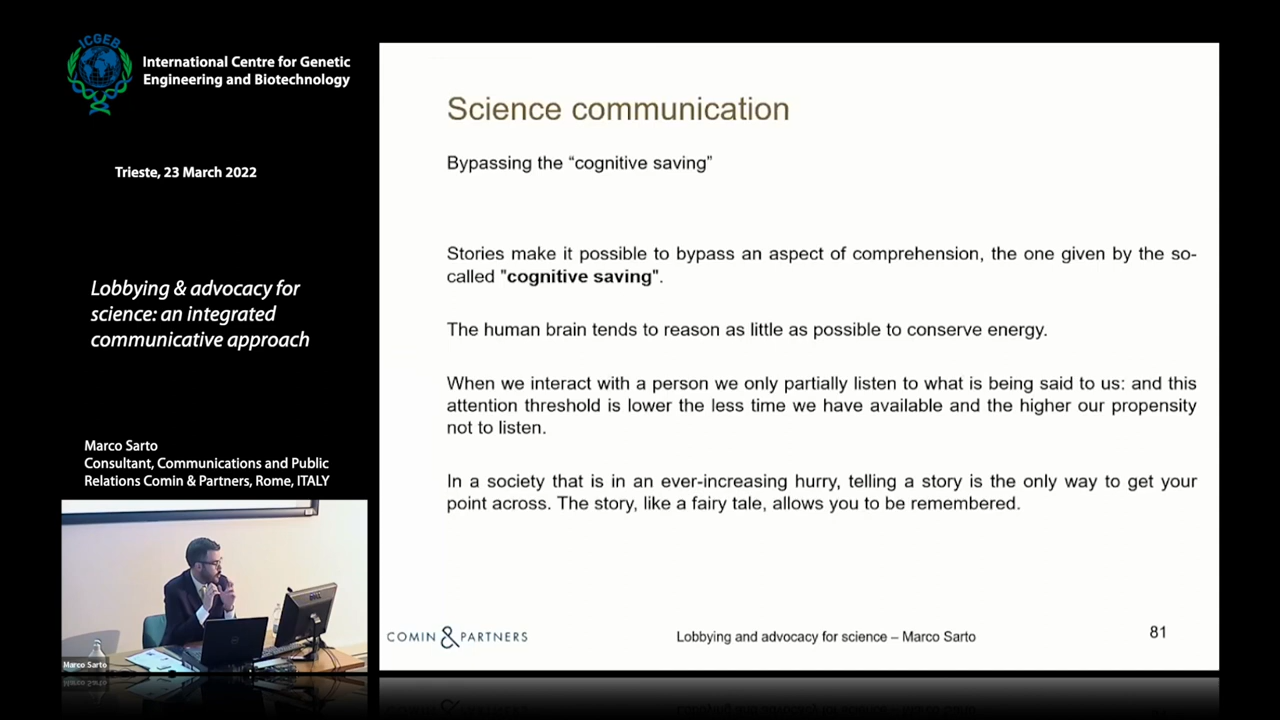 ICGEB
International Centre for Genetic
Engineering and Biotechnology
Trieste, 23 March 2022
Lobbying & advocacy for
science: an integrated
communicative approach
Marco Sarto
Consultant, Communications and Public
Relations Comin & Partners, Rome, ITALY
Marco Sarto
Science communication
Bypassing the “cognitive saving”
Stories make it possible to bypass an aspect of comprehension, the one given by the so-
called "cognitive saving".
The human brain tends to reason as little as possible to conserve energy.
When we interact with a person we only partially listen to what is being said to us: and this
attention threshold is lower the less time we have available and the higher our propensity
not to listen.
In a society that is in an ever-increasing hurry, telling a story is the only way to get your
point across. The story, like a fairy tale, allows you to be remembered.
COMIN & PARTNERS
Lobbying and advocacy for science – Marco Sarto
81